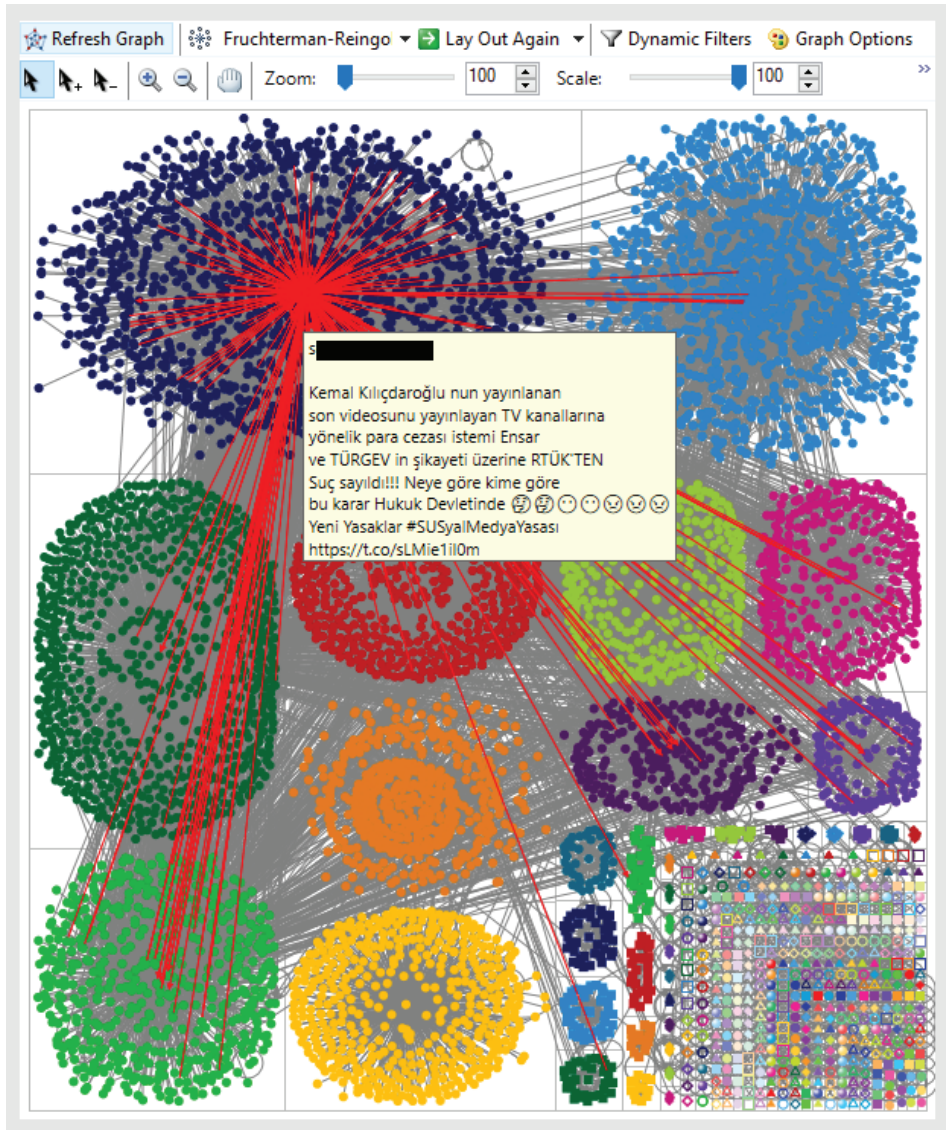 Refresh Graph Fruchterman-Reingo Lay Out Again Dynamic Filters Graph Options
Zoom: 100 Scale: 100 »
s
Kemal Kılıçdaroğlu nun yayınlanan
son videosunu yayınlayan TV kanallarına
yönelik para cezası istemi Ensar
ve TÜRGEV in şikayeti üzerine RTÜK'TEN
Suç sayıldı!!! Neye göre kime göre
bu karar Hukuk Devletinde
Yeni Yasaklar #SUSyalMedyaYasası
https://t.co/sLMie1il0m